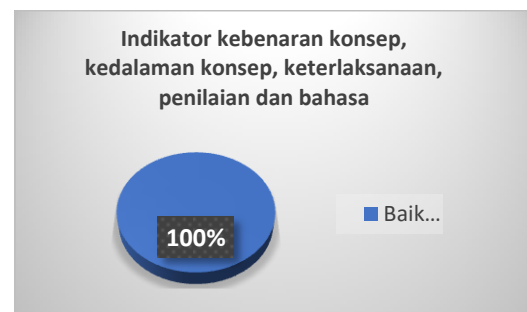 Indikator kebenaran konsep,
kedalaman konsep, keterlaksanaan,
penilaian dan bahasa
100%
Baik...